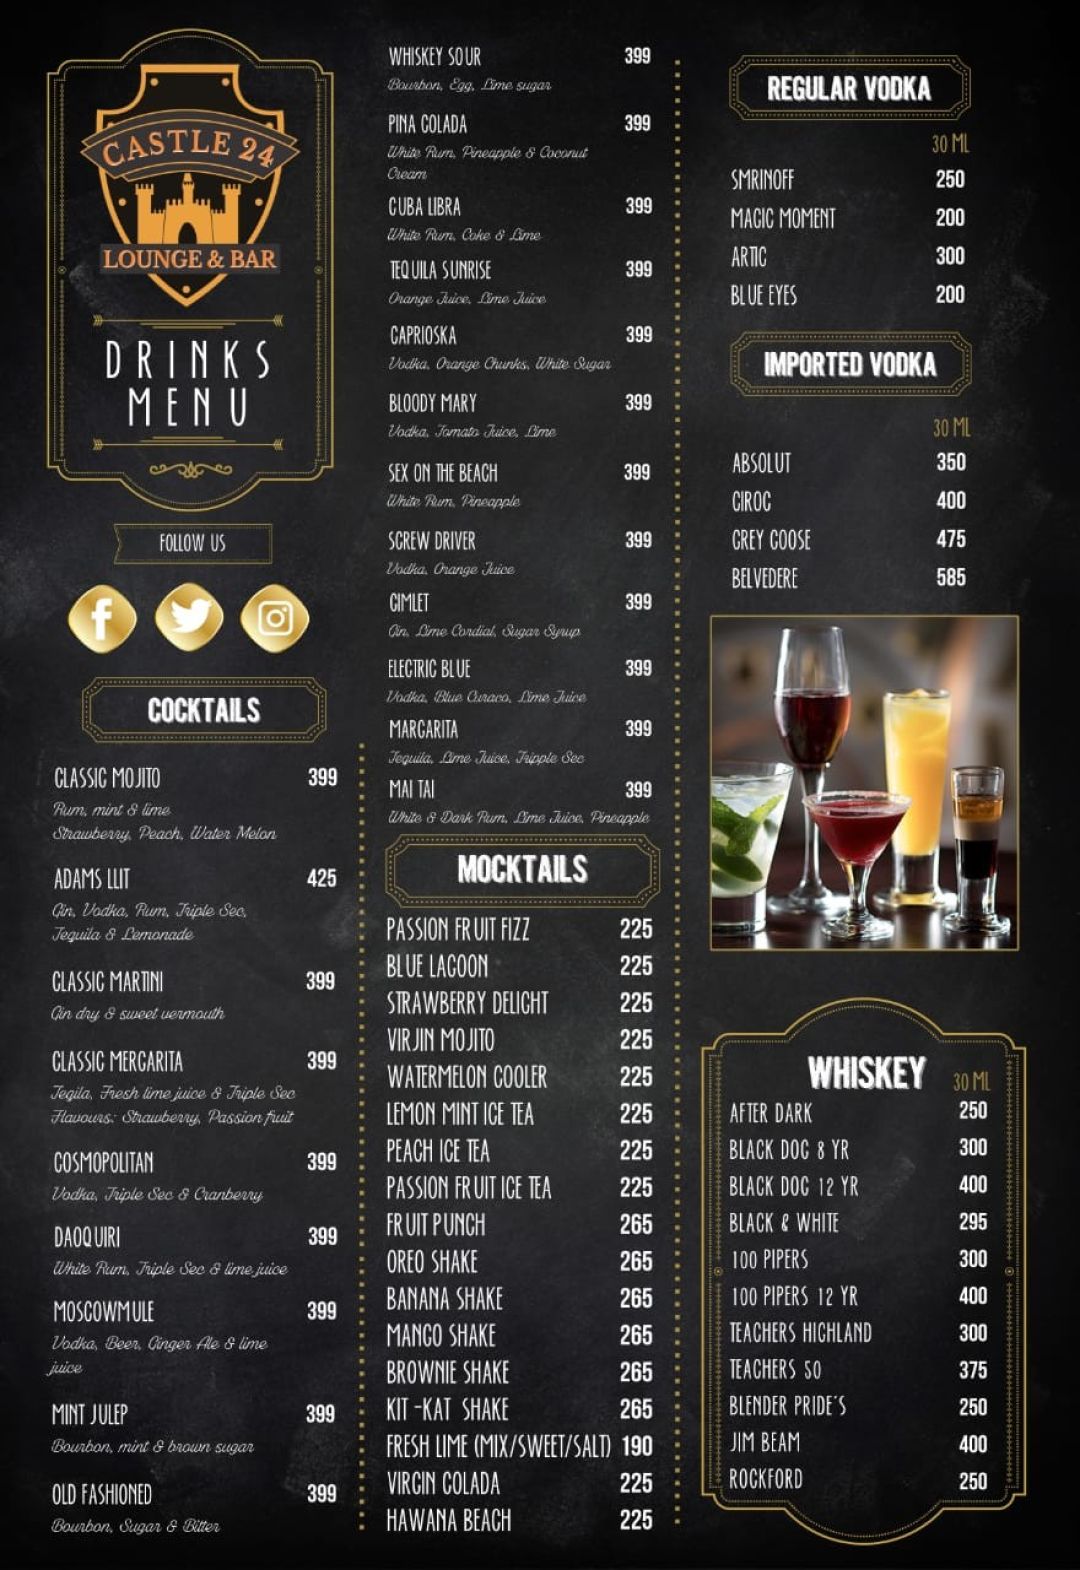 CASTLE 24
LOUNGE & BAR
DRINKS
MENU
FOLLOW US
COCKTAILS
CLASSIC MOJITO 399
Rum, mint & lime
Strawberry, Peach, Water Melon
ADAMS LLIT 425
Gin, Vodka, Rum, Triple Sec,
Tequila & Lemonade
CLASSIC MARTINI 399
Gin dry & sweet vermouth
CLASSIC MERGARITA 399
Teqila, Fresh lime juice & Triple Sec
Flavours: Strawberry, Passion fruit
COSMOPOLITAN 399
Vodka, Triple Sec & Cranberry
DAOQUIRI 399
White Rum, Triple Sec & lime juice
MOSCOWMULE 399
Vodka, Beer, Ginger Ale & lime
juice
MINT JULEP 399
Bourbon, mint & brown sugar
OLD FASHIONED 399
Bourbon, Sugar & Bitter
WHISKEY SOUR 399
Bourbon, Egg, Lime sugar
PINA COLADA 399
White Rum, Pineapple & Coconut
Cream
CUBA LIBRA 399
White Rum, Coke & Lime
TEQUILA SUNRISE 399
Orange Juice, Lime Juice
CAPRIOSKA 399
Vodka, Orange Chunks, White Sugar
BLOODY MARY 399
Vodka, Tomato Juice, Lime
SEX ON THE BEACH 399
White Rum, Pineapple
SCREW DRIVER 399
Vodka, Orange Juice
GIMLET 399
Gin, Lime Cordial, Sugar Syrup
ELECTRIC BLUE 399
Vodka, Blue Curaco, Lime Juice
MARGARITA 399
Tequila, Lime Juice, Tripple Sec
MAI TAI 399
White & Dark Rum, Lime Juice, Pineapple
MOCKTAILS
PASSION FRUIT FIZZ 225
BLUE LAGOON 225
STRAWBERRY DELIGHT 225
VIRJIN MOJITO 225
WATERMELON COOLER 225
LEMON MINT ICE TEA 225
PEACH ICE TEA 225
PASSION FRUIT ICE TEA 225
FRUIT PUNCH 265
OREO SHAKE 265
BANANA SHAKE 265
MANGO SHAKE 265
BROWNIE SHAKE 265
KIT -KAT SHAKE 265
FRESH LIME (MIX/SWEET/SALT) 190
VIRGIN COLADA 225
HAWANA BEACH 225
REGULAR VODKA
30 ML
SMRINOFF 250
MAGIC MOMENT 200
ARTIC 300
BLUE EYES 200
IMPORTED VODKA
30 ML
ABSOLUT 350
CIROC 400
GREY GOOSE 475
BELVEDERE 585
WHISKEY 30 ML
AFTER DARK 250
BLACK DOG 8 YR 300
BLACK DOG 12 YR 400
BLACK & WHITE 295
100 PIPERS 300
100 PIPERS 12 YR 400
TEACHERS HIGHLAND 300
TEACHERS 50 375
BLENDER PRIDE'S 250
JIM BEAM 400
ROCKFORD 250